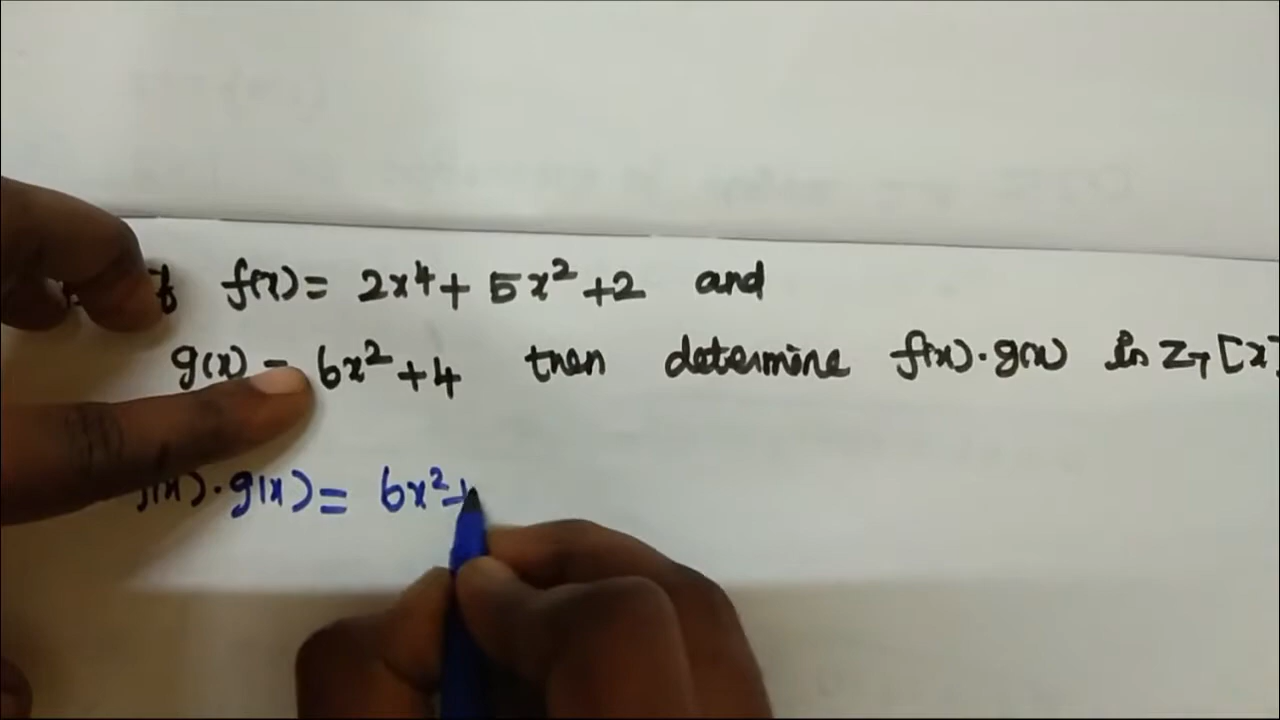 f(x) = 2x⁴ + 5x² + 2 and
g(x) = 6x² + 4 then determine f(x) · g(x) in Z₇ [x]
f(x) · g(x) = 6x² +